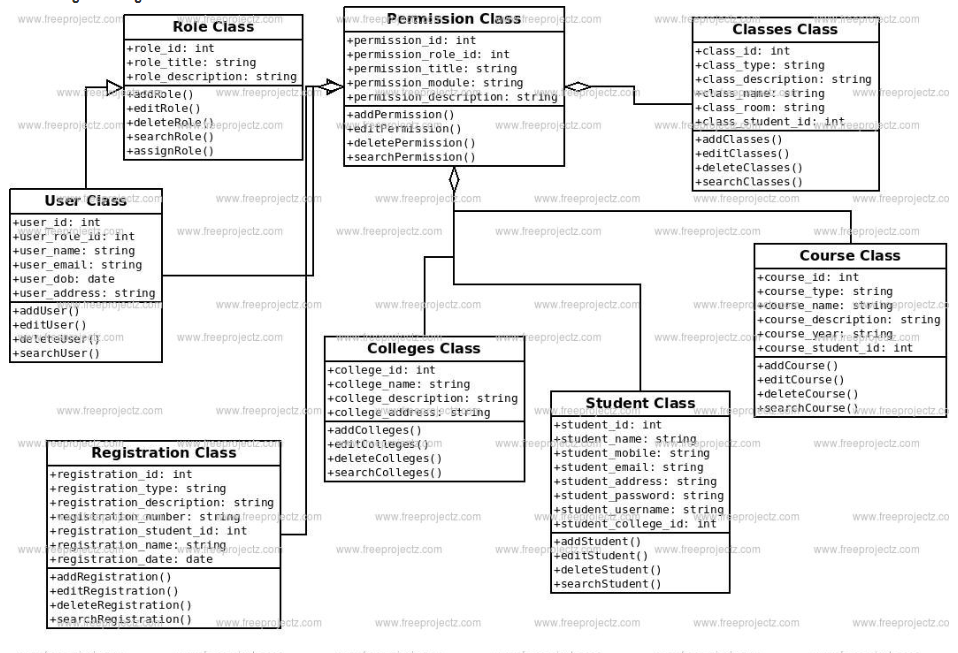 Role Class
+role_id: int
+role_title: string
+role_description: string
+addRole()
+editRole()
+deleteRole()
+searchRole()
+assignRole()
Permission Class
+permission_id: int
+permission_role_id: int
+permission_title: string
+permission_module: string
+permission_description: string
+addPermission()
+editPermission()
+deletePermission()
+searchPermission()
Classes Class
+class_id: int
+class_type: string
+class_description: string
+class_name: string
+class_room: string
+class_student_id: int
+addClasses()
+editClasses()
+deleteClasses()
+searchClasses()
User Class
+user_id: int
+user_role_id: int
+user_name: string
+user_email: string
+user_dob: date
+user_address: string
+addUser()
+editUser()
+deleteUser()
+searchUser()
Course Class
+course_id: int
+course_type: string
+course_name: string
+course_description: string
+course_year: string
+course_student_id: int
+addCourse()
+editCourse()
+deleteCourse()
+searchCourse()
Colleges Class
+college_id: int
+college_name: string
+college_description: string
+college_address: string
+addColleges()
+editColleges()
+deleteColleges()
+searchColleges()
Student Class
+student_id: int
+student_name: string
+student_mobile: string
+student_email: string
+student_address: string
+student_password: string
+student_username: string
+student_college_id: int
+addStudent()
+editStudent()
+deleteStudent()
+searchStudent()
Registration Class
+registration_id: int
+registration_type: string
+registration_description: string
+registration_number: string
+registration_student_id: int
+registration_name: string
+registration_date: date
+addRegistration()
+editRegistration()
+deleteRegistration()
+searchRegistration()
www.freeprojectz.com